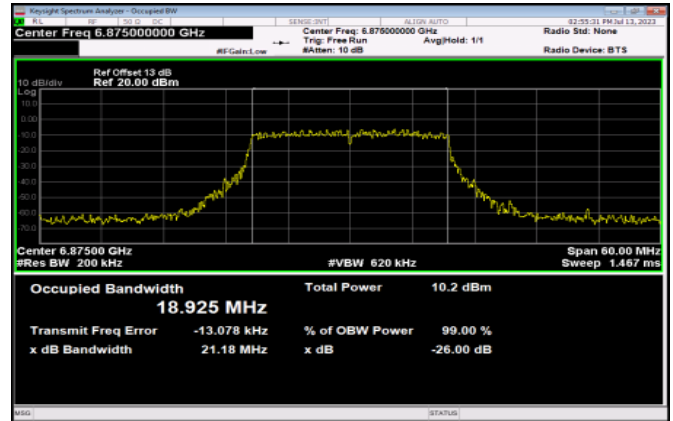 Keysight Spectrum Analyzer - Occupied BW
RL RF 50 Ω DC SENSE:INT ALIGN AUTO 02:55:31 PM Jul 13, 2023
Center Freq 6.875000000 GHz
Center Freq: 6.875000000 GHz
Radio Std: None
Trig: Free Run Avg|Hold: 1/1
#IFGain:Low #Atten: 10 dB Radio Device: BTS
Ref Offset 13 dB
10 dB/div Ref 20.00 dBm
Log
10.0
0.00
-10.0
-20.0
-30.0
-40.0
-50.0
-60.0
-70.0
Center 6.87500 GHz Span 60.00 MHz
#Res BW 200 kHz #VBW 620 kHz Sweep 1.467 ms
Occupied Bandwidth Total Power 10.2 dBm
18.925 MHz
Transmit Freq Error -13.078 kHz % of OBW Power 99.00 %
x dB Bandwidth 21.18 MHz x dB -26.00 dB
MSG STATUS